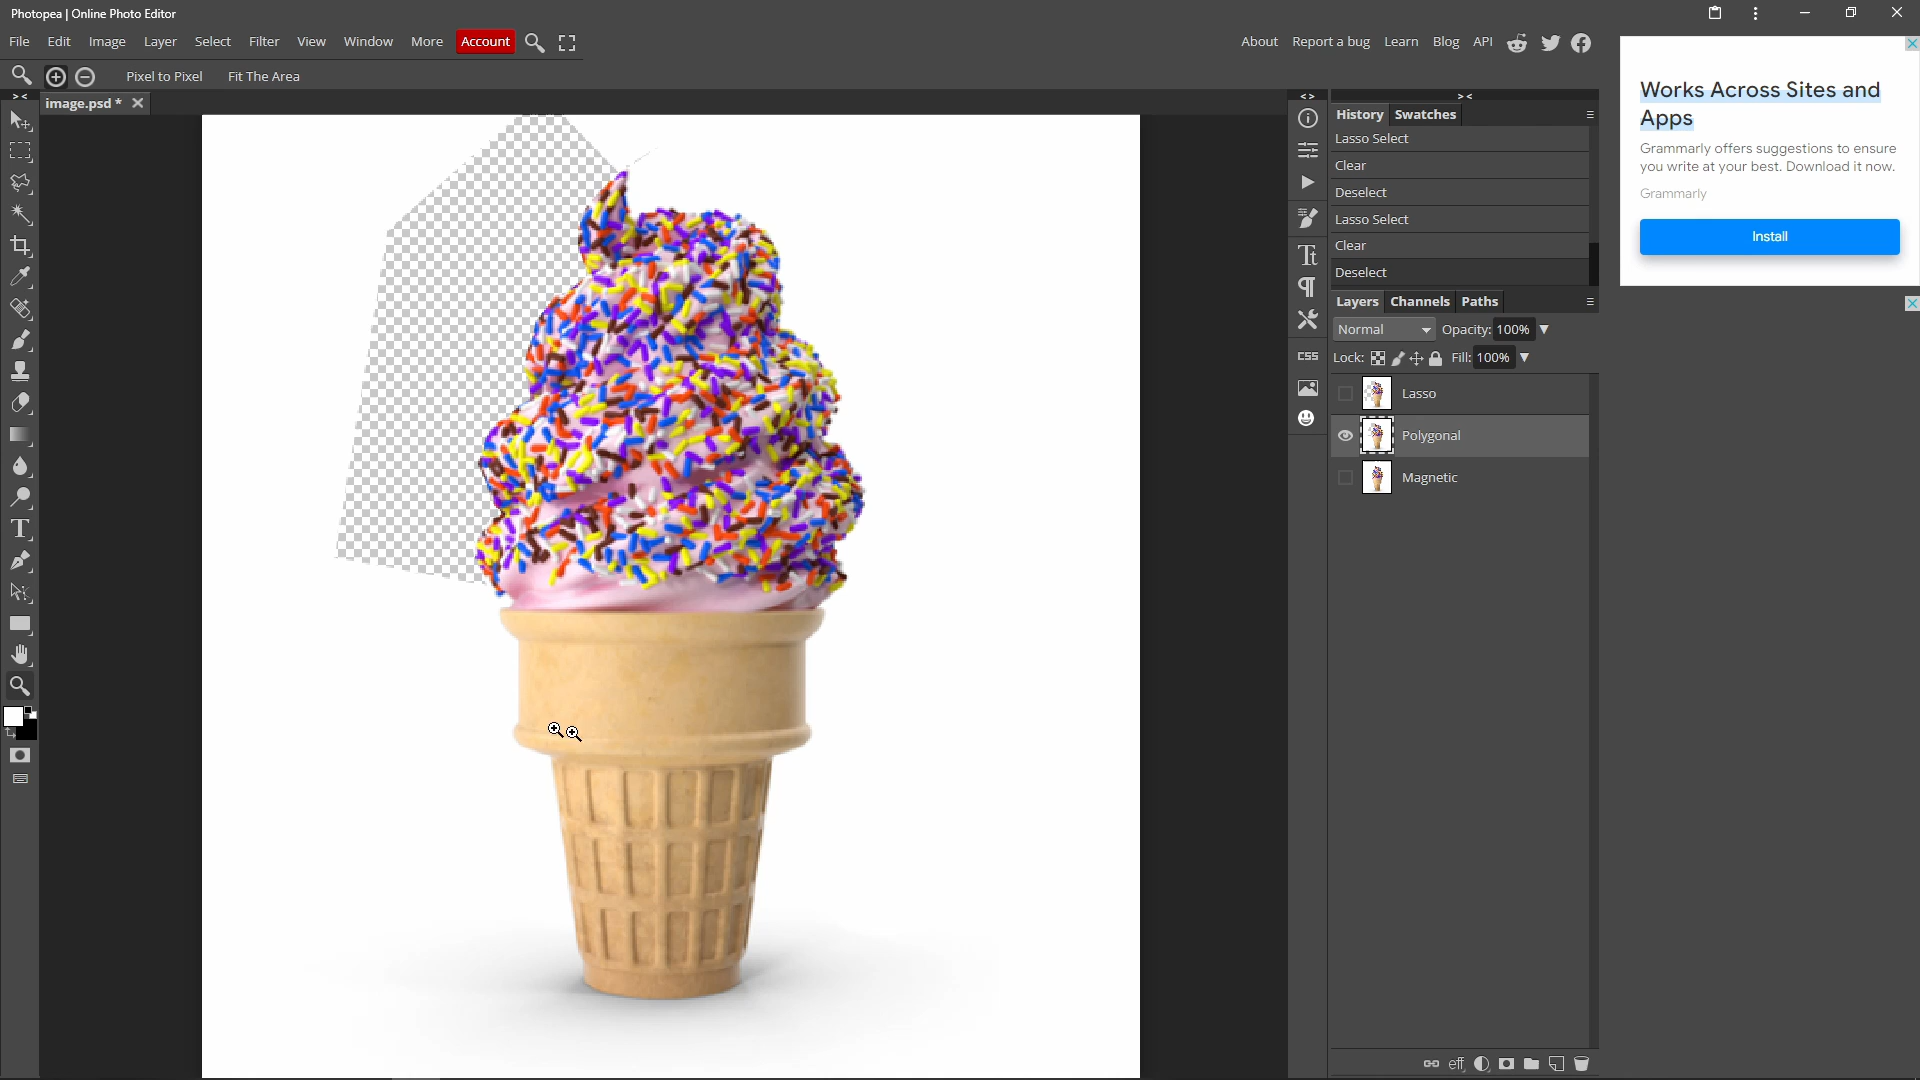 Photopea | Online Photo Editor
File Edit Image Layer Select Filter View Window More Account
About Report a bug Learn Blog API
Pixel to Pixel Fit The Area
image.psd *
> <
< >
> <
History Swatches
Lasso Select
Clear
Deselect
Lasso Select
Clear
Deselect
Layers Channels Paths
Normal Opacity: 100%
Lock: Fill: 100%
CSS
Lasso
Polygonal
Magnetic
eff
Works Across Sites and
Apps
Grammarly offers suggestions to ensure
you write at your best. Download it now.
Grammarly
Install